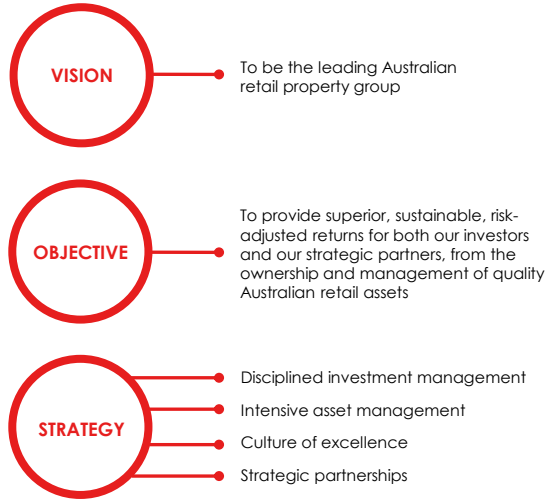 VISION
To be the leading Australian
retail property group
OBJECTIVE
To provide superior, sustainable, risk-
adjusted returns for both our investors
and our strategic partners, from the
ownership and management of quality
Australian retail assets
STRATEGY
Disciplined investment management
Intensive asset management
Culture of excellence
Strategic partnerships